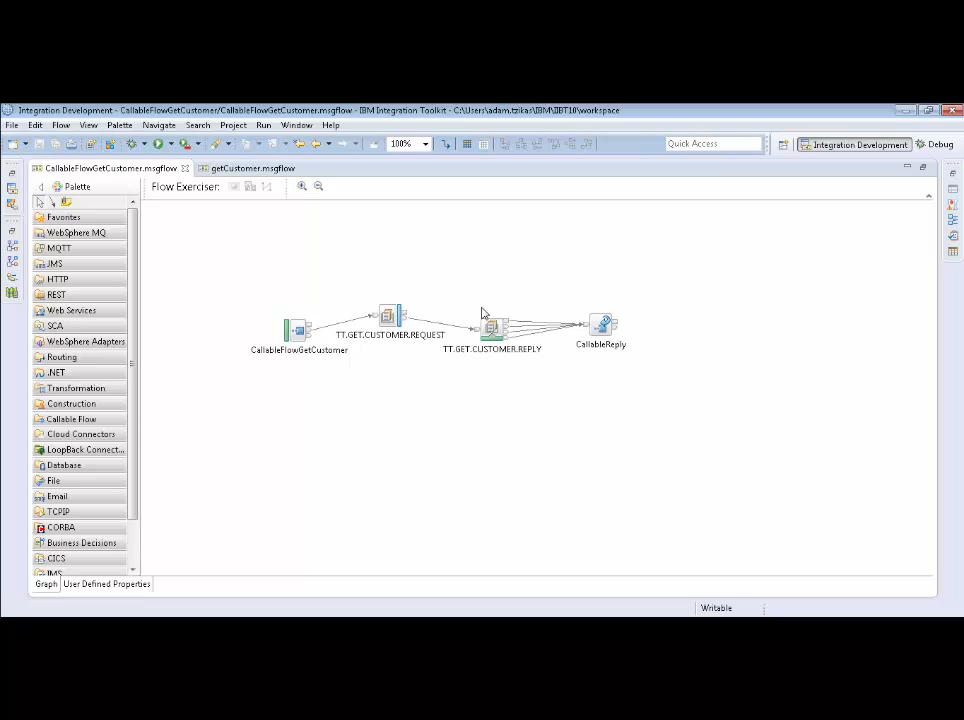 Integration Development - CallableFlowGetCustomer/CallableFlowGetCustomer.msgflow - IBM Integration Toolkit - C:\Users\adam.tzikas\IBM\IIBT10\workspace
File Edit Flow View Palette Navigate Search Project Run Window Help
100% Quick Access Integration Development Debug
CallableFlowGetCustomer.msgflow getCustomer.msgflow
Palette Flow Exerciser:
Favorites
WebSphere MQ
MQTT
JMS
HTTP
REST
Web Services
SCA
WebSphere Adapters
Routing
.NET
Transformation
Construction
Callable Flow
Cloud Connectors
LoopBack Connect...
Database
File
Email
TCPIP
CORBA
Business Decisions
CICS
IMS
CallableFlowGetCustomer
TT.GET.CUSTOMER.REQUEST
TT.GET.CUSTOMER.REPLY
CallableReply
Graph User Defined Properties
Writable